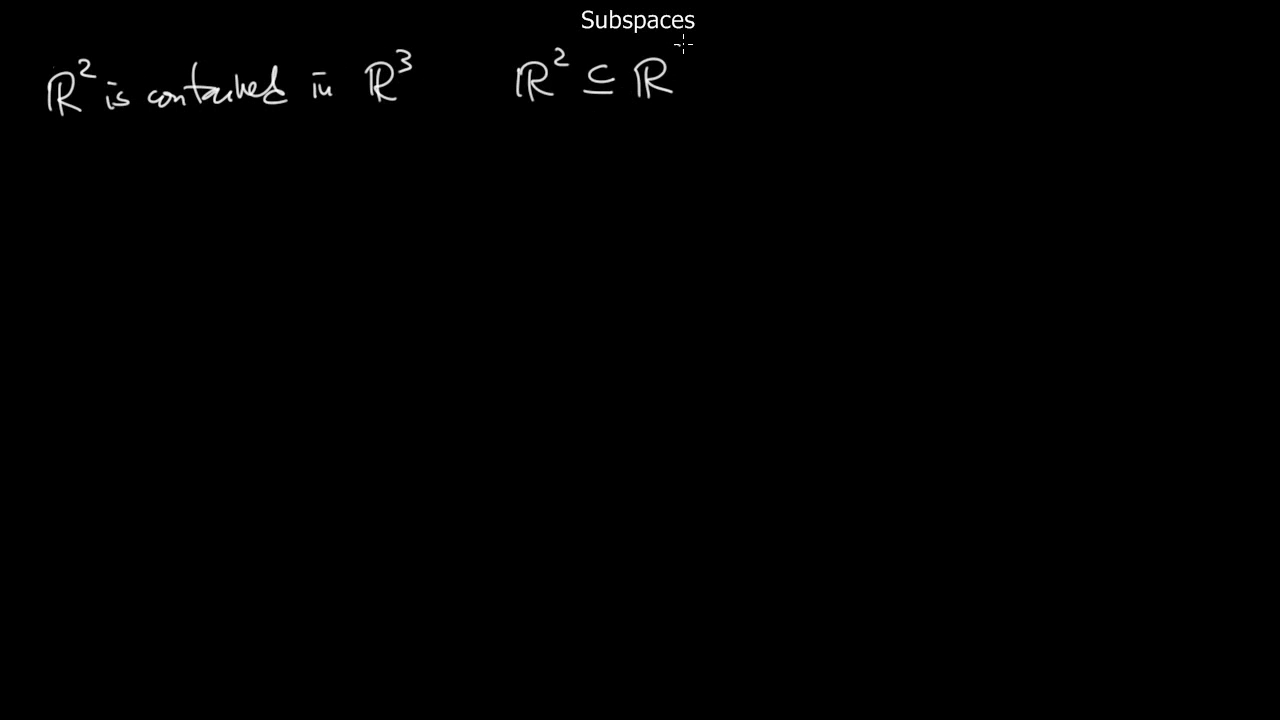 Subspaces
ℝ² is contained in ℝ³ ℝ² ⊆ ℝ